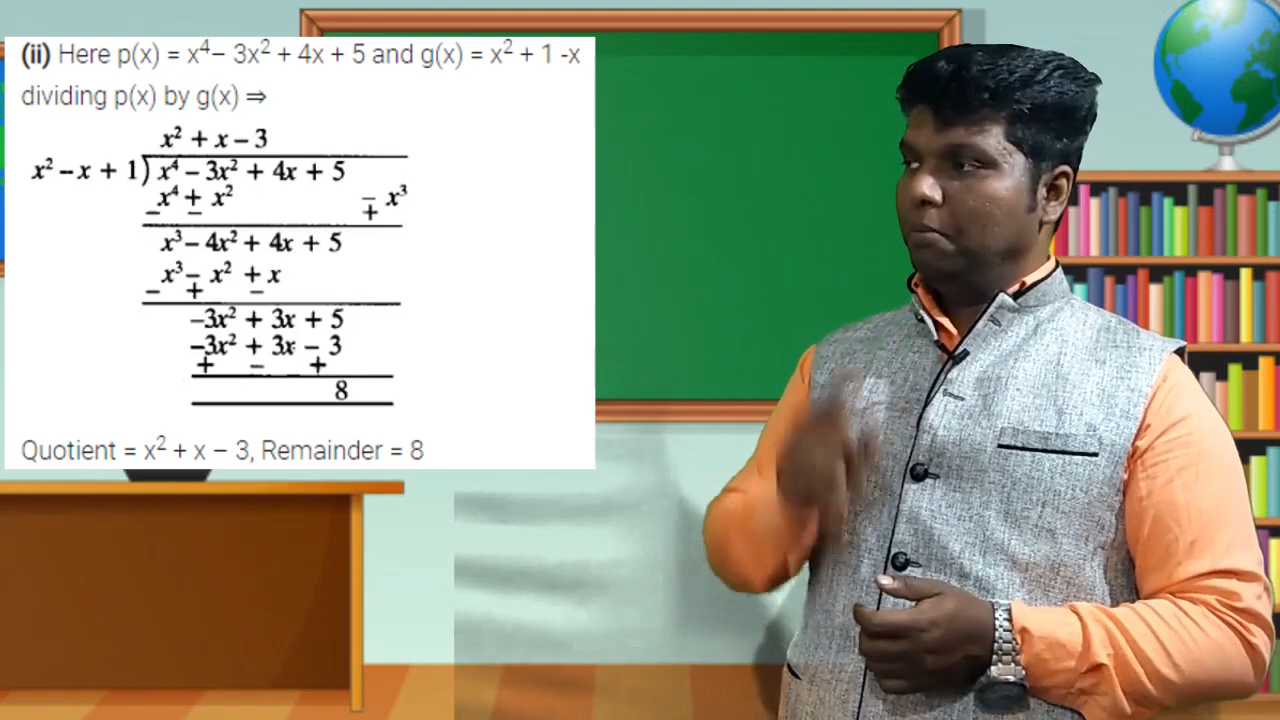 (ii) Here p(x) = x⁴– 3x² + 4x + 5 and g(x) = x² + 1 -x
dividing p(x) by g(x) ⇒
x² + x – 3
x² – x + 1) x⁴ – 3x² + 4x + 5
x⁴ + x² – x³
– – +
x³ – 4x² + 4x + 5
x³ – x² + x
– + –
–3x² + 3x + 5
–3x² + 3x – 3
+ – +
8
Quotient = x² + x – 3, Remainder = 8